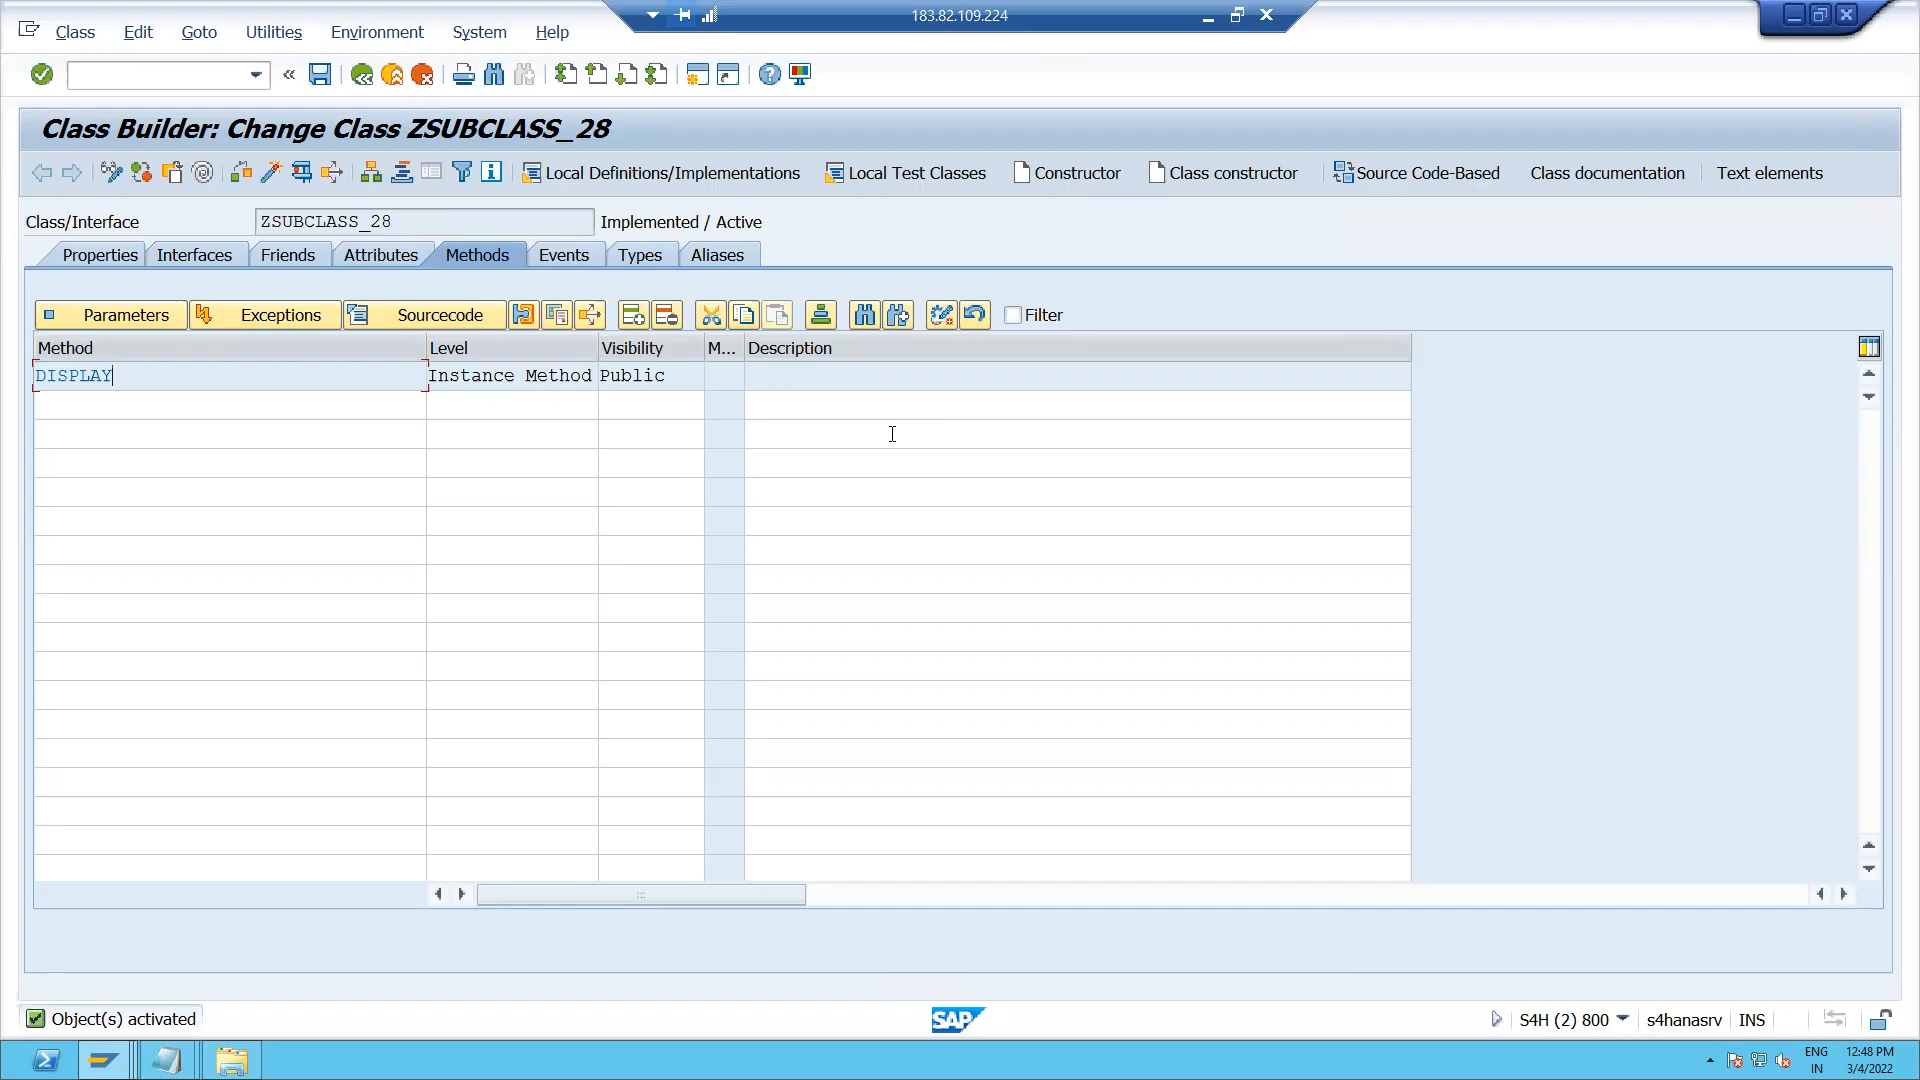 183.82.109.224
Class Edit Goto Utilities Environment System Help
Class Builder: Change Class ZSUBCLASS_28
Local Definitions/Implementations Local Test Classes Constructor Class constructor Source Code-Based Class documentation Text elements
Class/Interface ZSUBCLASS_28 Implemented / Active
Properties Interfaces Friends Attributes Methods Events Types Aliases
Parameters Exceptions Sourcecode Filter
Method Level Visibility M... Description
DISPLAY Instance Method Public
Object(s) activated SAP S4H (2) 800 s4hanasrv INS
ENG 12:48 PM
IN 3/4/2022